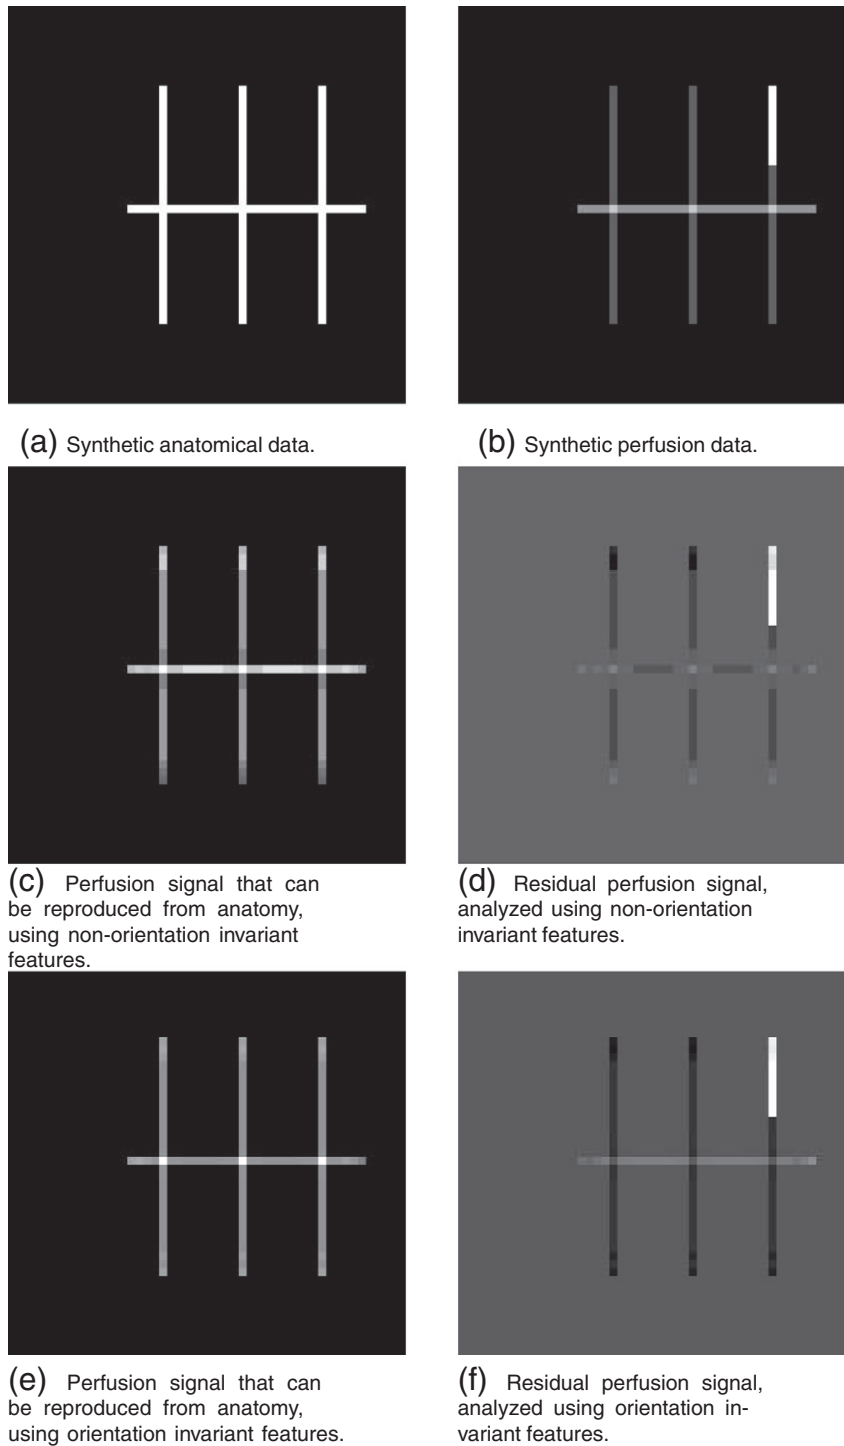 (a) Synthetic anatomical data.
(b) Synthetic perfusion data.
(c) Perfusion signal that can
be reproduced from anatomy,
using non-orientation invariant
features.
(d) Residual perfusion signal,
analyzed using non-orientation
invariant features.
(e) Perfusion signal that can
be reproduced from anatomy,
using orientation invariant features.
(f) Residual perfusion signal,
analyzed using orientation in-
variant features.